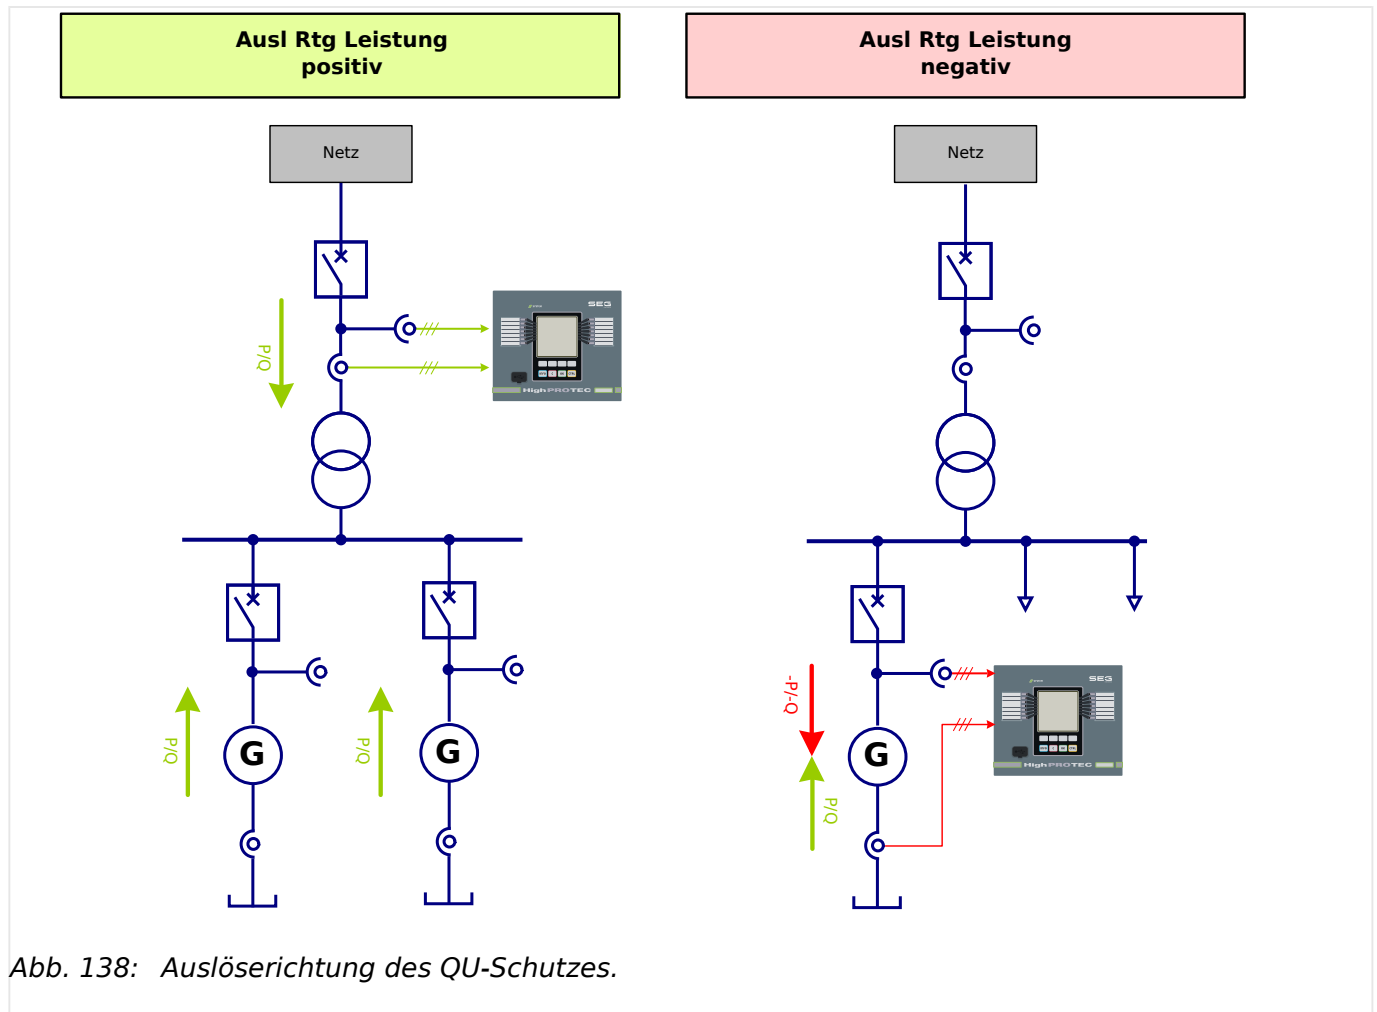 Ausl Rtg Leistung
positiv
Ausl Rtg Leistung
negativ
Netz
Netz
SEG
P/Q
HighPROTEC
SEG
-P/-Q
P/Q
P/Q
G
G
G
P/Q
HighPROTEC
Abb. 138: Auslöserichtung des QU-Schutzes.